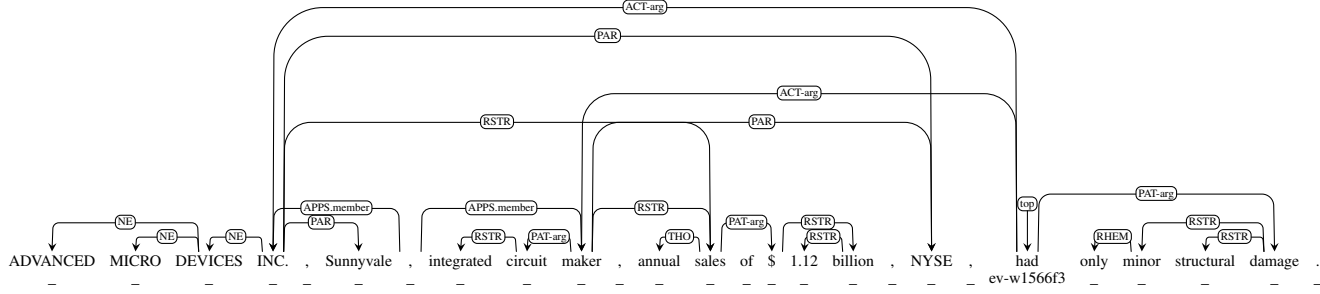 ACT-arg
PAR
ACT-arg
RSTR PAR
PAT-arg
top
APPS.member APPS.member RSTR
NE PAR PAT-arg RSTR RSTR
NE NE RSTR PAT-arg THO RSTR RHEM RSTR
ADVANCED MICRO DEVICES INC. , Sunnyvale , , integrated circuit maker , annual sales of $ 1.12 billion , NYSE , had only minor structural damage .
_ _ _ _ _ _ _ _ _ _ _ _ _ _ _ _ _ _ _ _ _ ev-w1566f3 _ _ _ _ _